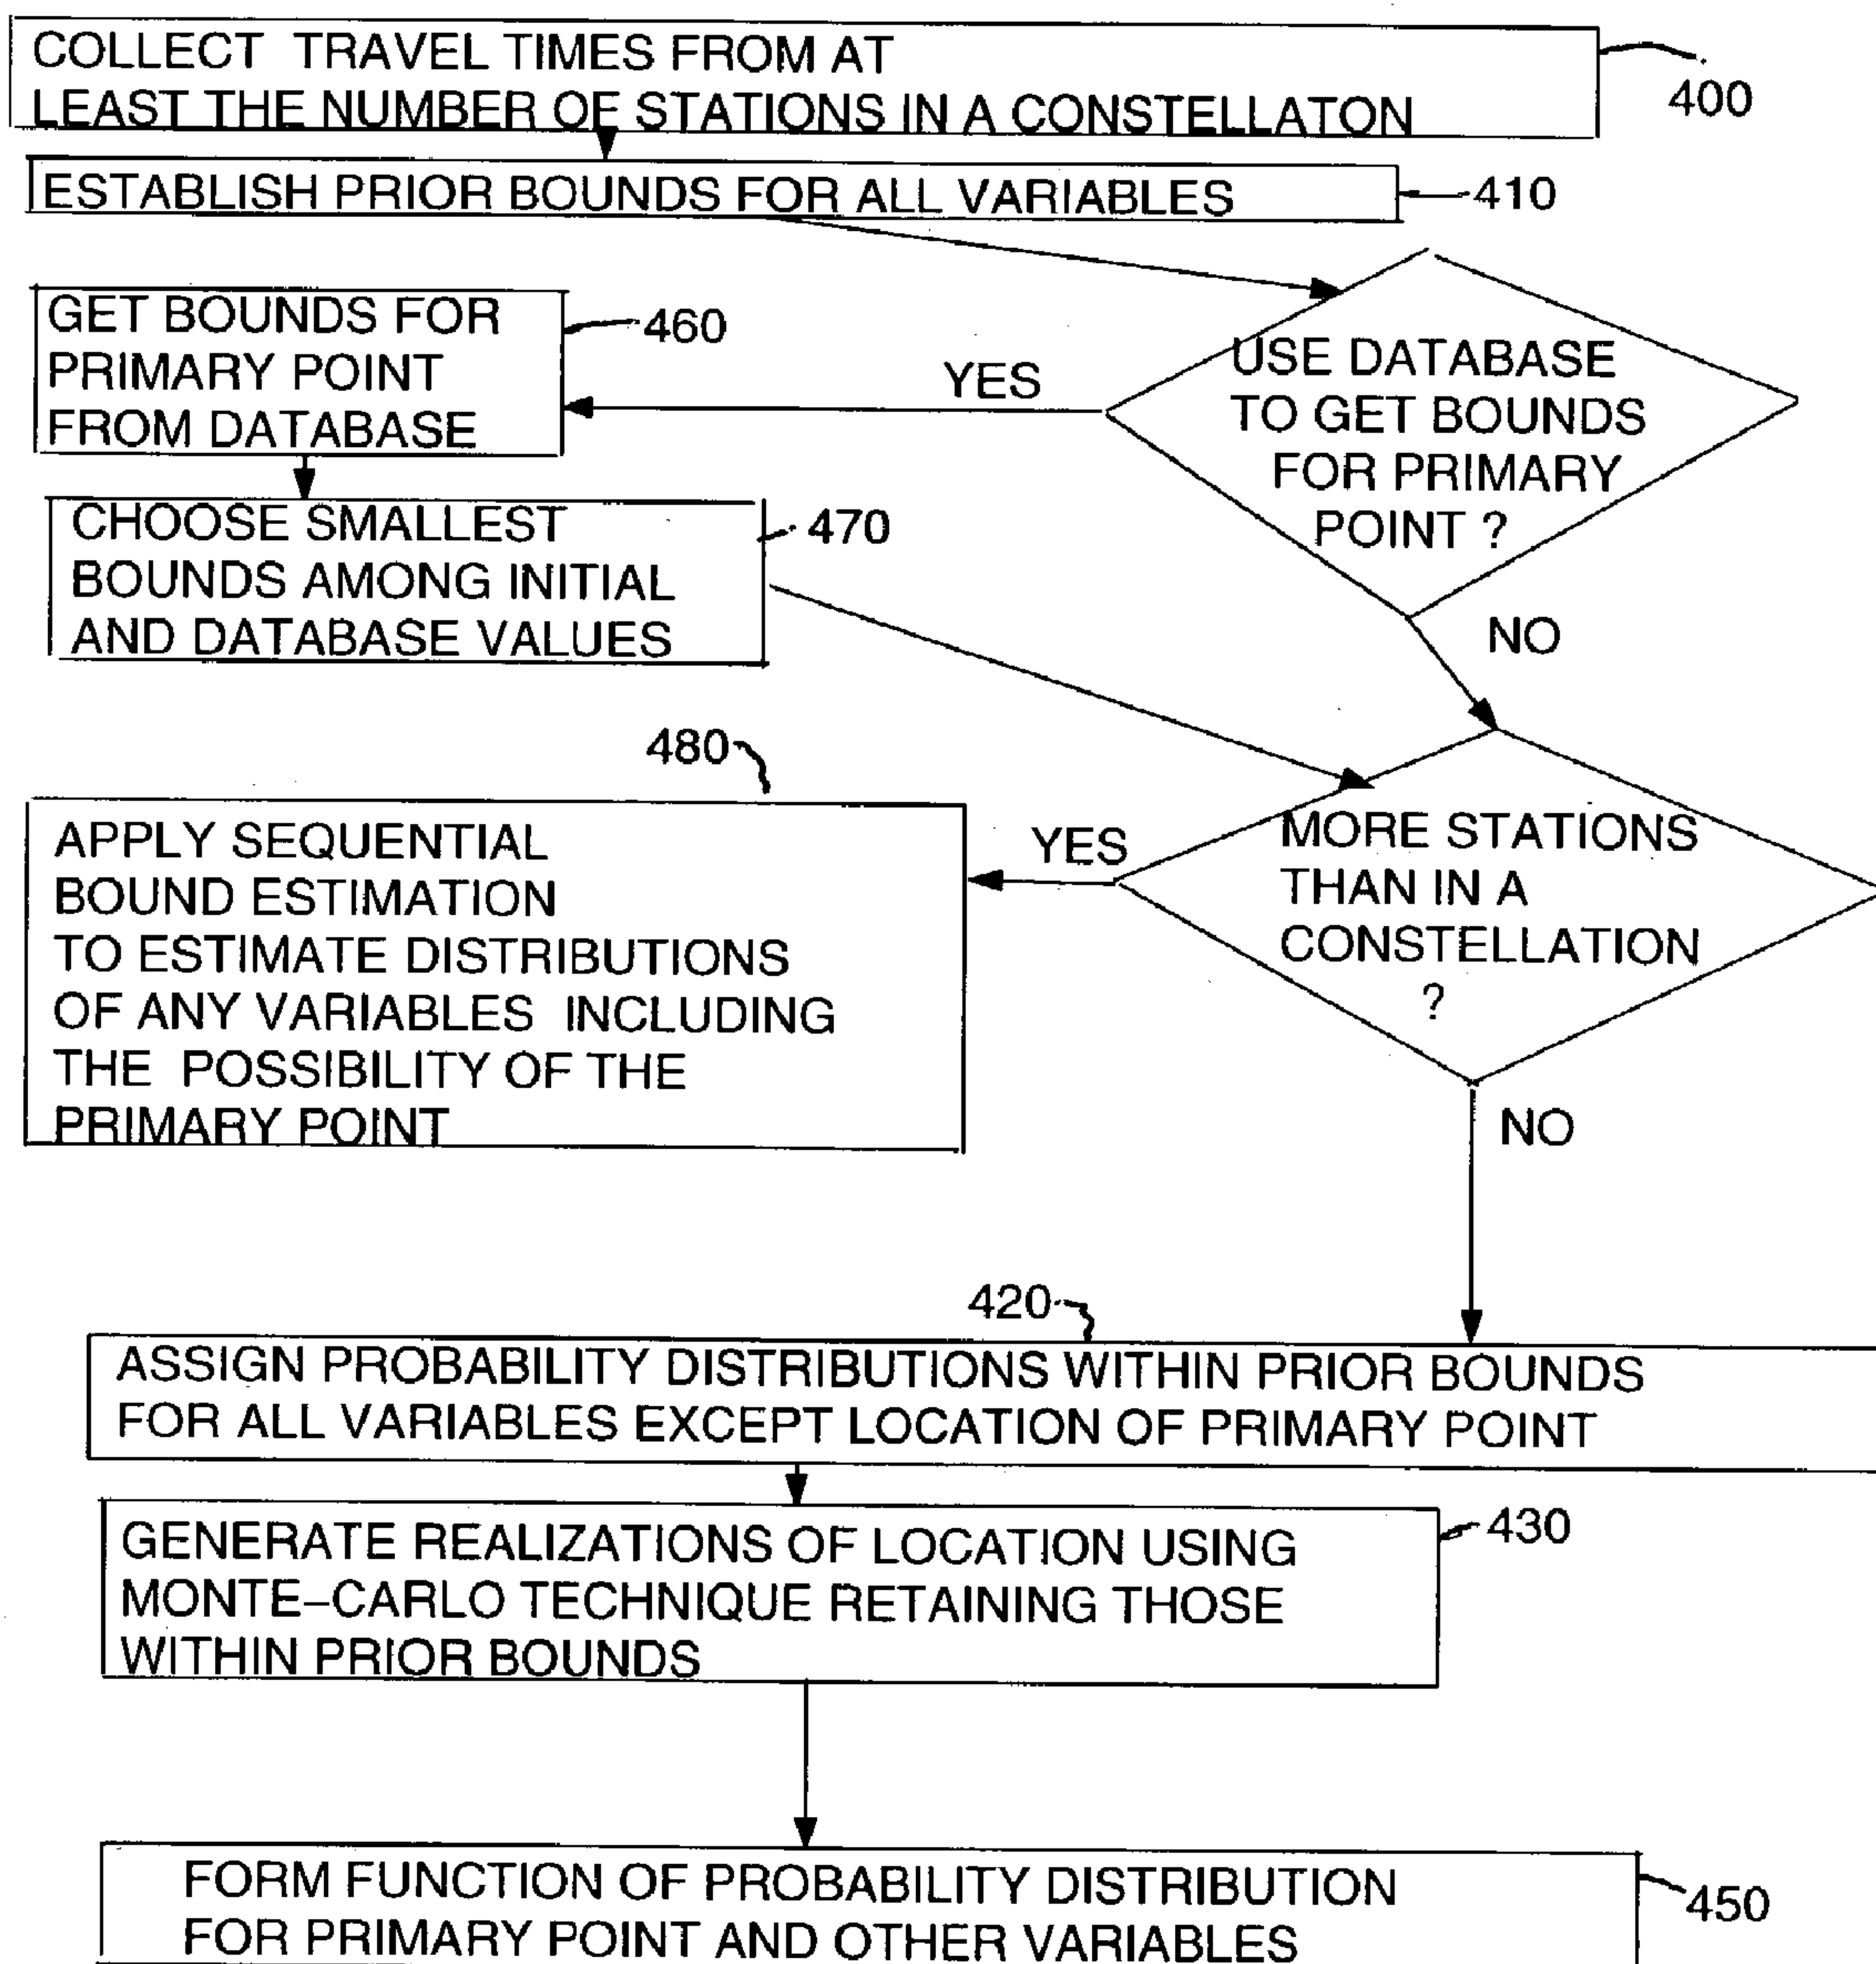 COLLECT TRAVEL TIMES FROM AT
LEAST THE NUMBER OF STATIONS IN A CONSTELLATON
400
ESTABLISH PRIOR BOUNDS FOR ALL VARIABLES
410
GET BOUNDS FOR
PRIMARY POINT
FROM DATABASE
460
YES
USE DATABASE
TO GET BOUNDS
FOR PRIMARY
POINT ?
CHOOSE SMALLEST
BOUNDS AMONG INITIAL
AND DATABASE VALUES
470
NO
480
APPLY SEQUENTIAL
BOUND ESTIMATION
TO ESTIMATE DISTRIBUTIONS
OF ANY VARIABLES INCLUDING
THE POSSIBILITY OF THE
PRIMARY POINT
YES
MORE STATIONS
THAN IN A
CONSTELLATION
?
NO
420
ASSIGN PROBABILITY DISTRIBUTIONS WITHIN PRIOR BOUNDS
FOR ALL VARIABLES EXCEPT LOCATION OF PRIMARY POINT
GENERATE REALIZATIONS OF LOCATION USING
MONTE–CARLO TECHNIQUE RETAINING THOSE
WITHIN PRIOR BOUNDS
430
FORM FUNCTION OF PROBABILITY DISTRIBUTION
FOR PRIMARY POINT AND OTHER VARIABLES
450